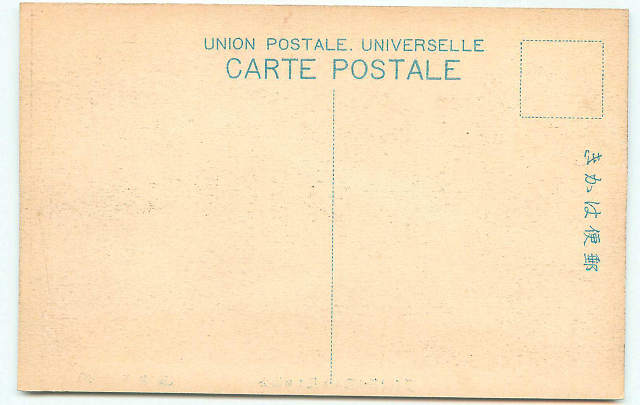 UNION POSTALE. UNIVERSELLE
CARTE POSTALE
郵便はかき